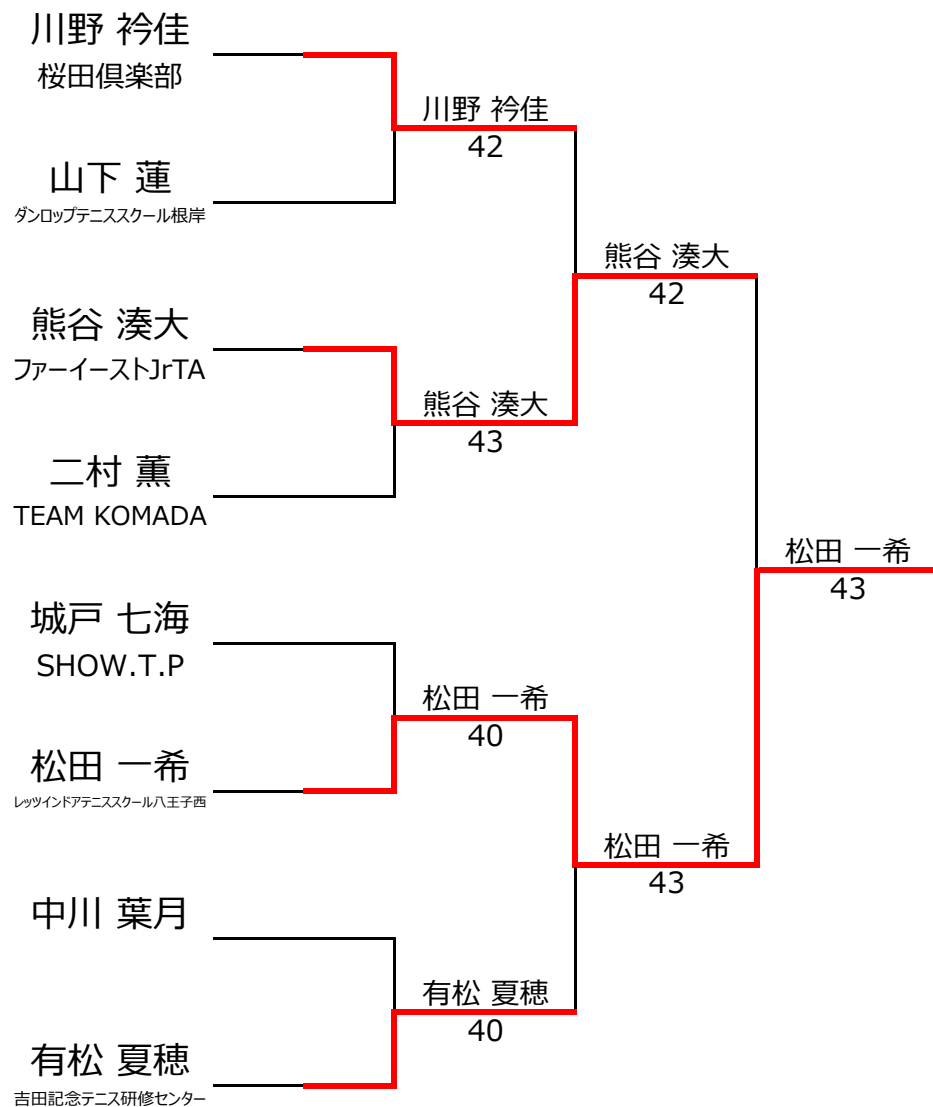 川野 衿佳
桜田倶楽部
山下 蓮
ダンロップテニススクール根岸
熊谷 湊大
ファーイーストJrTA
二村 薫
TEAM KOMADA
城戸 七海
SHOW.T.P
松田 一希
レッツインドアテニススクール八王子西
中川 葉月
有松 夏穂
吉田記念テニス研修センター
川野 衿佳
42
熊谷 湊大
43
松田 一希
40
有松 夏穂
40
熊谷 湊大
42
松田 一希
43
松田 一希
43